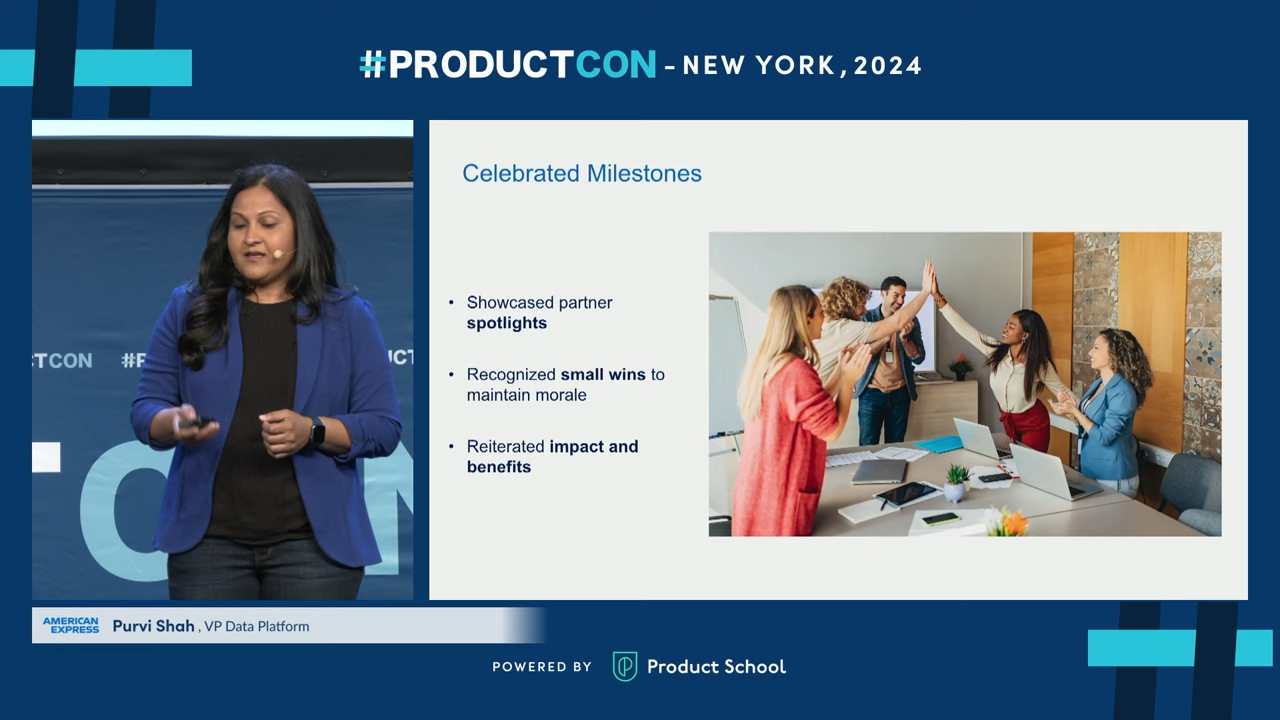 #PRODUCTCON - NEW YORK, 2024
CTCON #P
Celebrated Milestones
• Showcased partner
spotlights
• Recognized small wins to
maintain morale
• Reiterated impact and
benefits
AMERICAN
EXPRESS
Purvi Shah, VP Data Platform
POWERED BY Product School